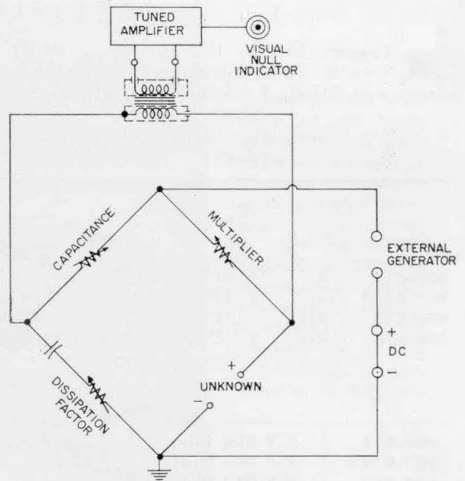 TUNED
AMPLIFIER
VISUAL
NULL
INDICATOR
CAPACITANCE
MULTIPLIER
EXTERNAL
GENERATOR
+
DC
-
+
UNKNOWN
-
DISSIPATION
FACTOR